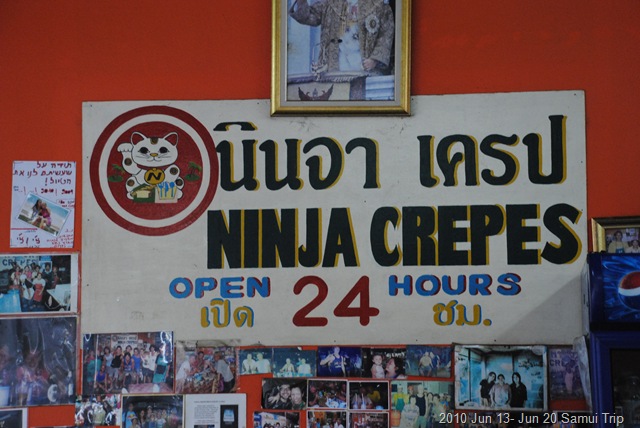 นินจา เครป
NINJA CREPES
OPEN 24 HOURS
เปิด ชม.
N
2010 Jun 13- Jun 20 Samui Trip